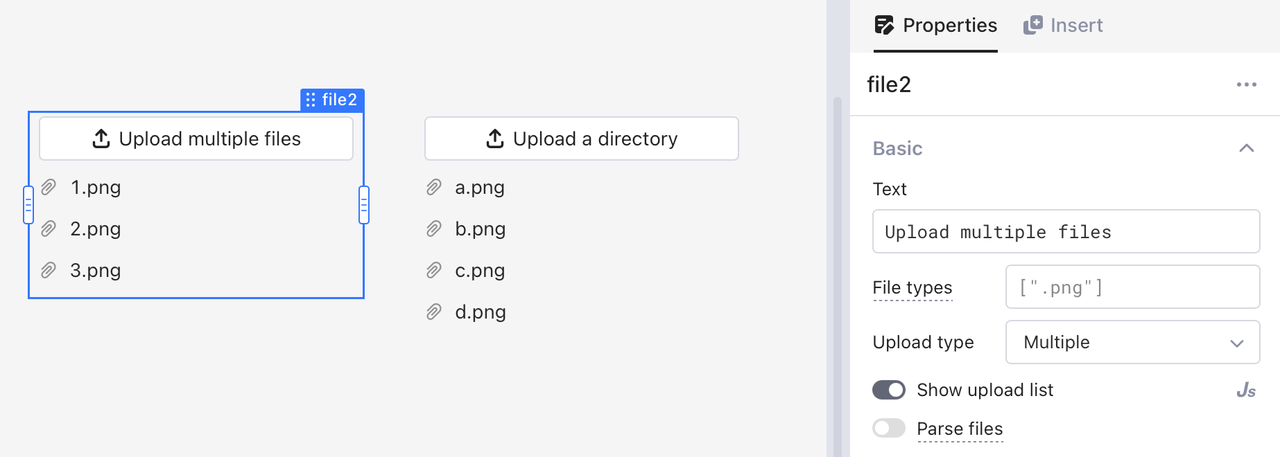 file2
Upload multiple files
1.png
2.png
3.png
Upload a directory
a.png
b.png
c.png
d.png
Properties
Insert
file2
Basic
Text
Upload multiple files
File types
[".png"]
Upload type
Multiple
Show upload list
Js
Parse files